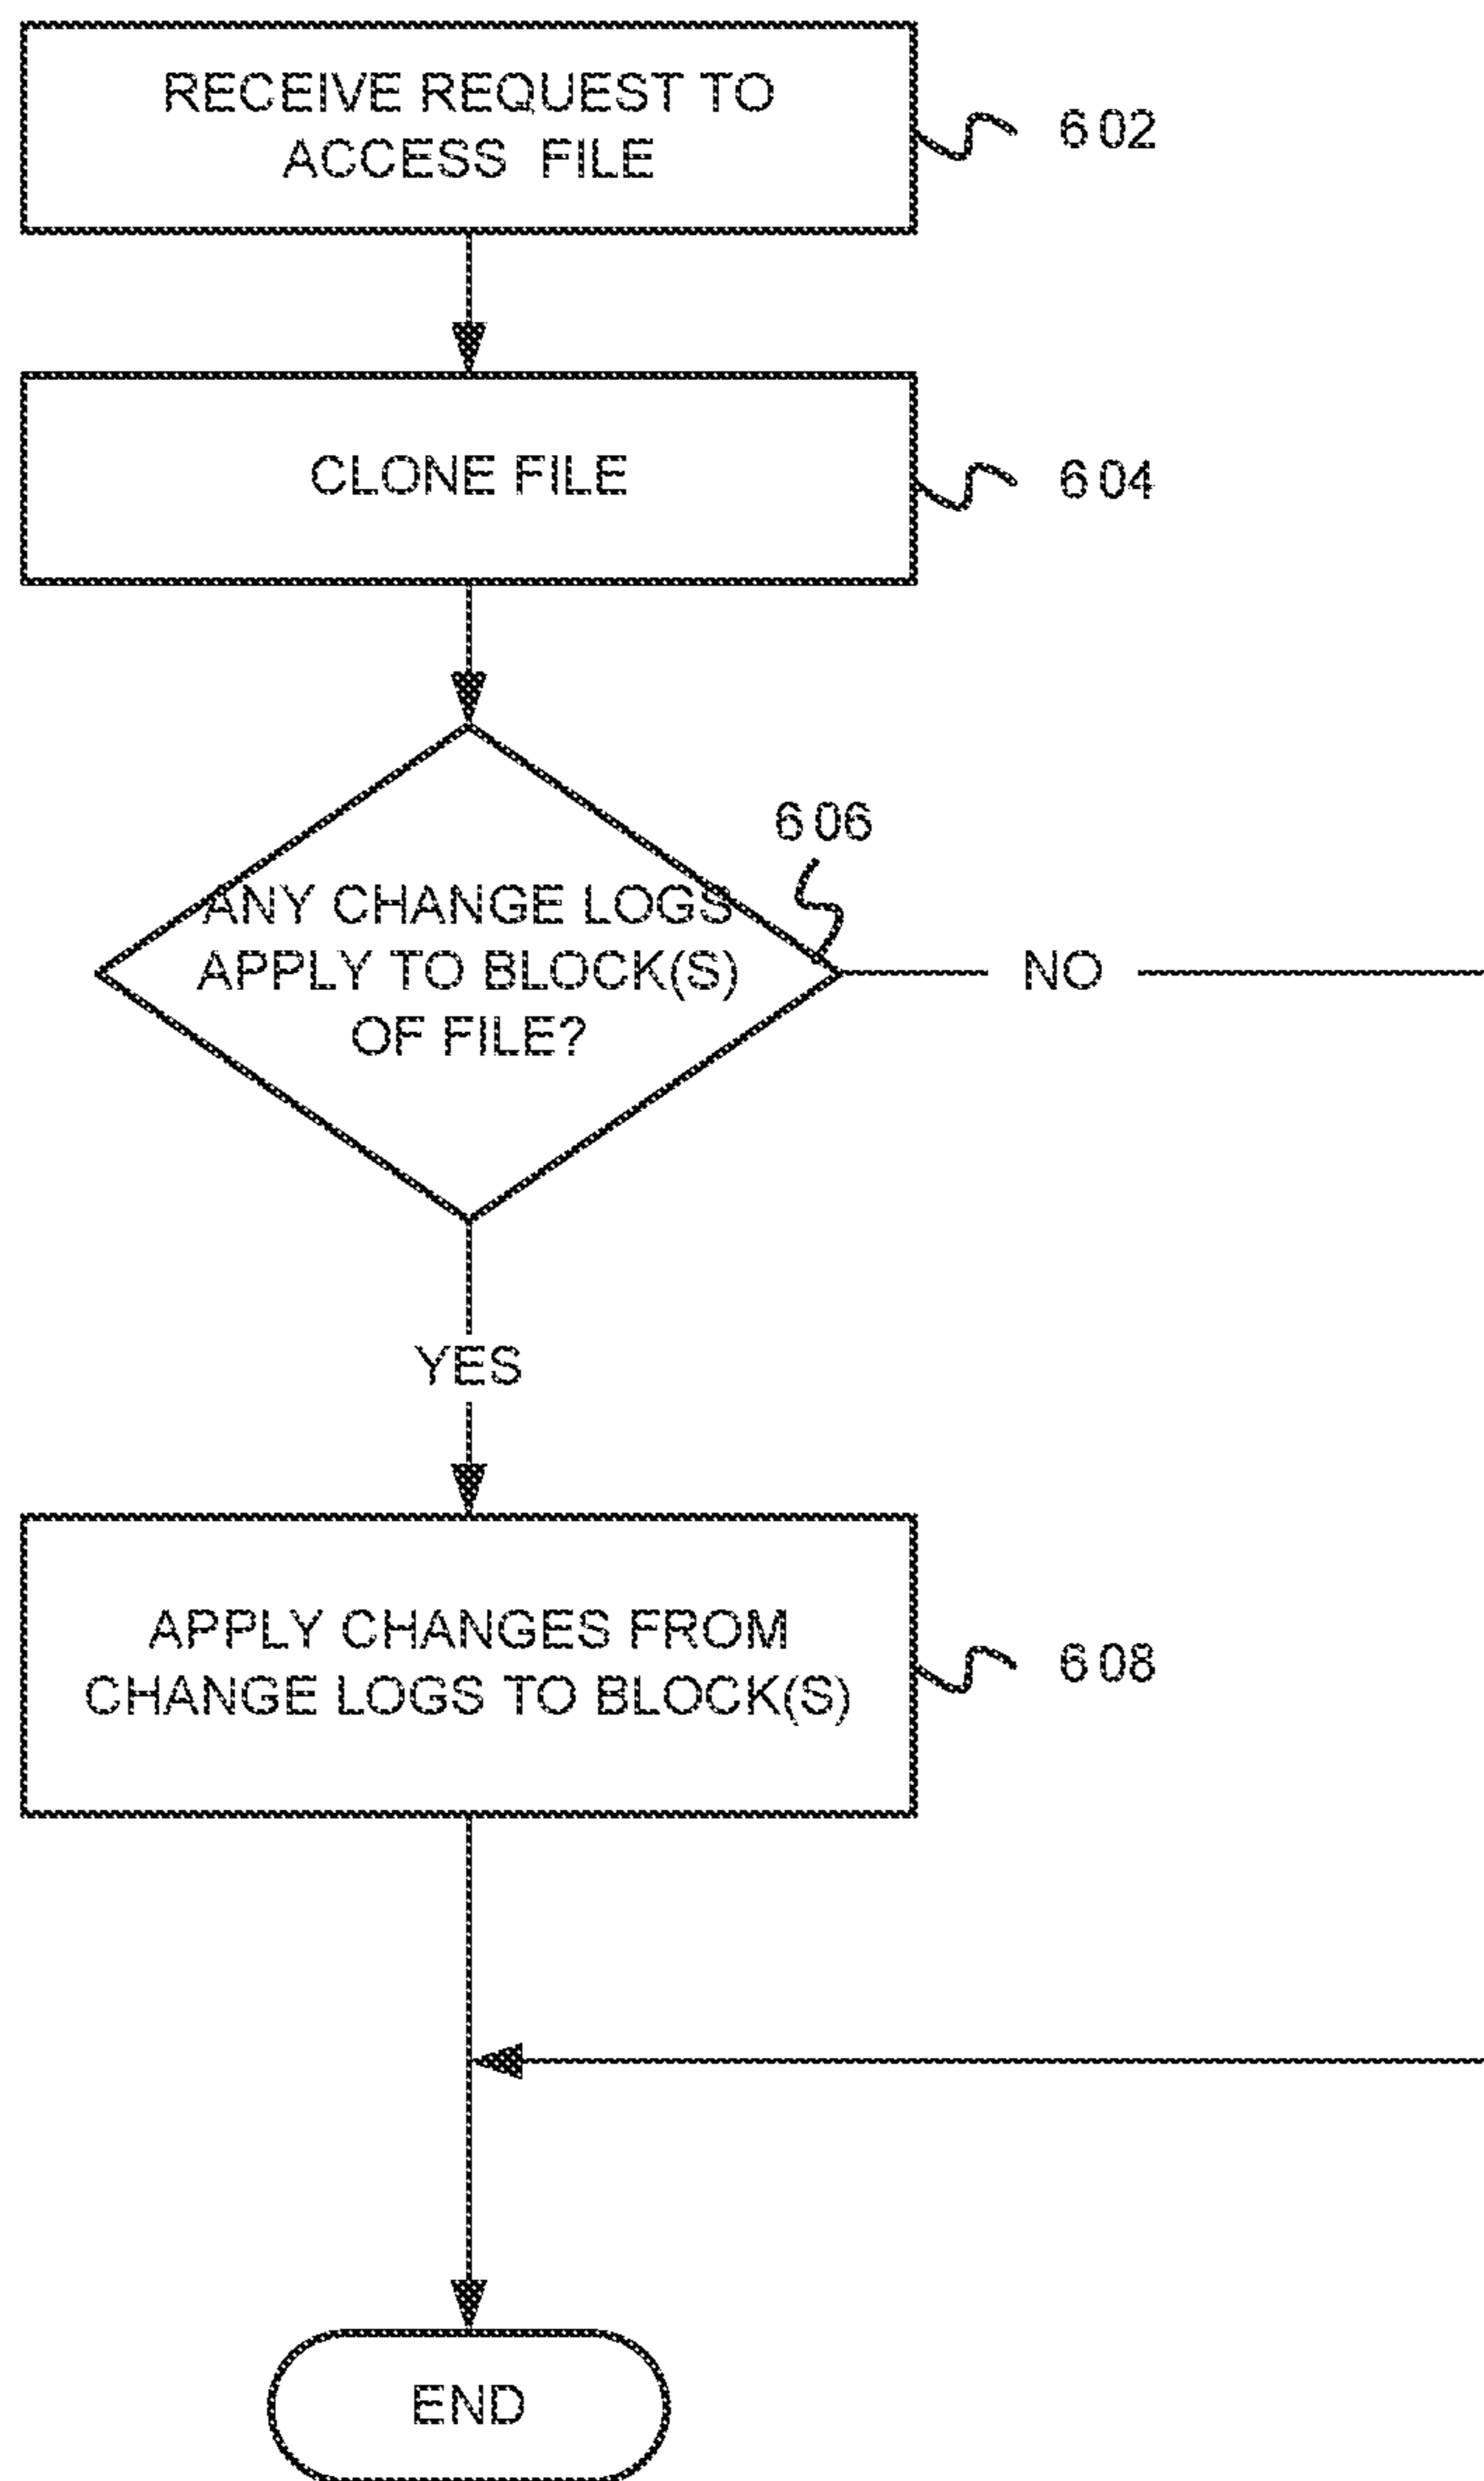 RECEIVE REQUEST TO
ACCESS FILE
602
CLONE FILE
604
606
ANY CHANGE LOGS
APPLY TO BLOCK(S)
OF FILE?
NO
YES
APPLY CHANGES FROM
CHANGE LOGS TO BLOCK(S)
608
END